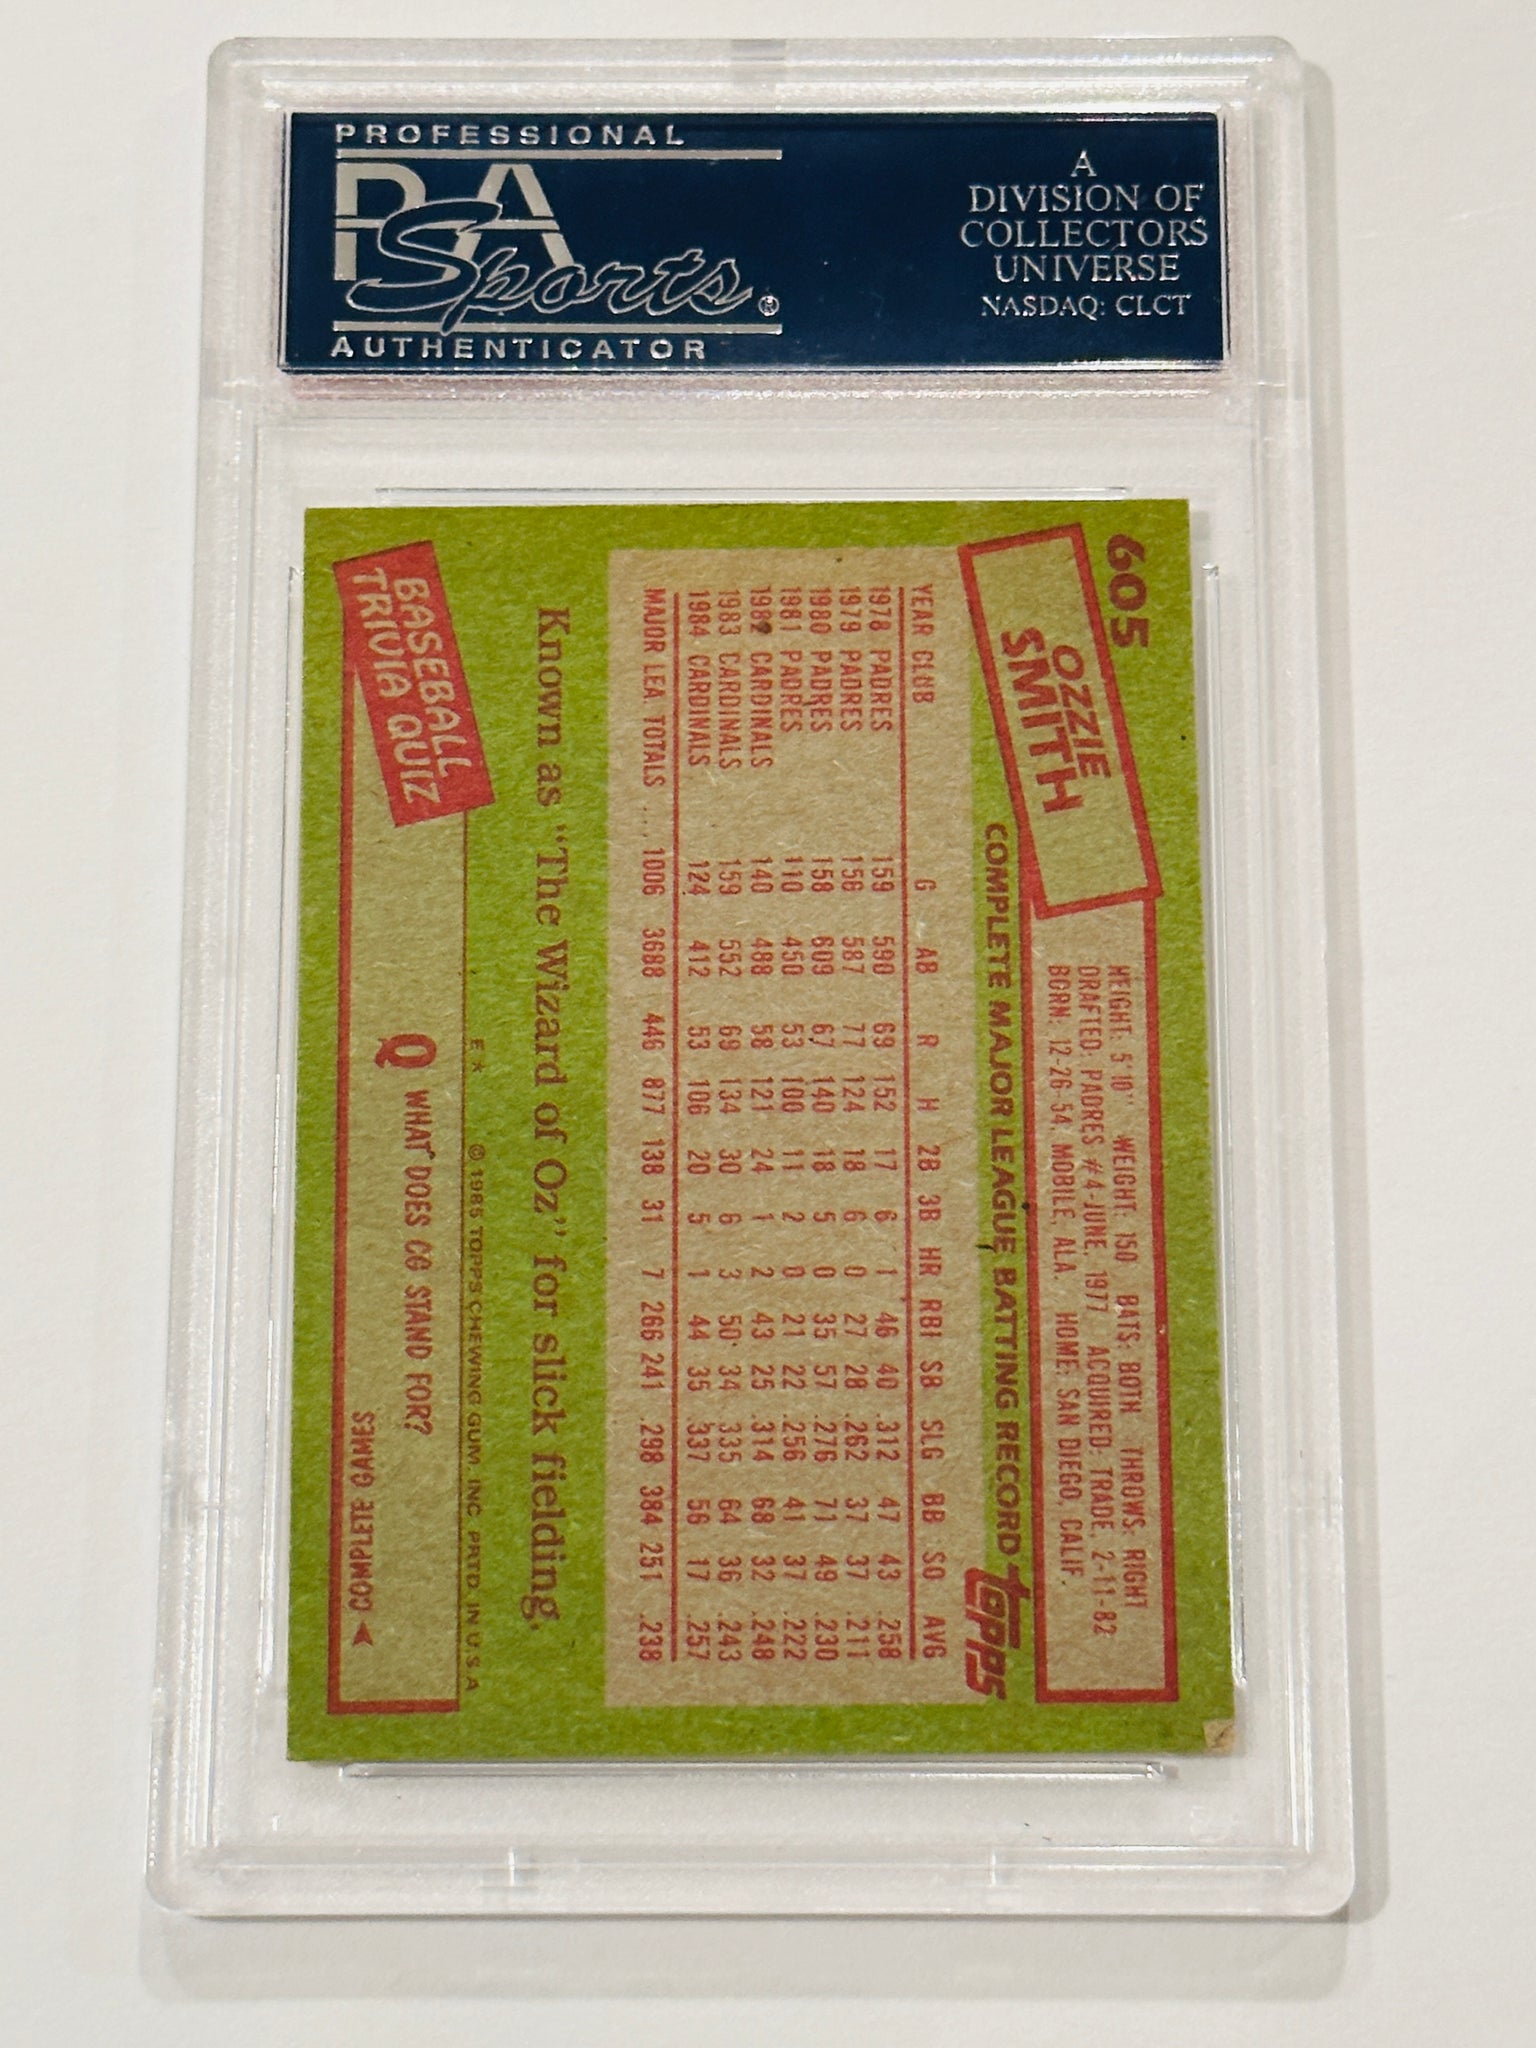 PROFESSIONAL
PSA
Sports®
AUTHENTICATOR
A
DIVISION OF
COLLECTORS
UNIVERSE
NASDAQ: CLCT
605
OZZIE
SMITH
HEIGHT: 5'10" WEIGHT: 150 BATS: BOTH THROWS: RIGHT
DRAFTED: PADRES #4-JUNE, 1977 ACQUIRED: TRADE, 2-11-82
BORN: 12-26-54, MOBILE, ALA. HOME: SAN DIEGO, CALIF.
COMPLETE MAJOR LEAGUE BATTING RECORD
topps
YEAR CLUB G AB R H 2B 3B HR RBI SB SLG BB SO AVG
1978 PADRES 159 590 69 152 17 6 1 46 40 .312 47 43 .258
1979 PADRES 156 587 77 124 18 6 0 27 28 .262 37 37 .211
1980 PADRES 158 609 67 140 18 5 0 35 57 .276 71 49 .230
1981 PADRES 110 450 53 100 11 2 0 21 22 .256 41 37 .222
1982 CARDINALS 140 488 58 121 24 1 2 43 25 .314 68 32 .248
1983 CARDINALS 159 552 69 134 30 6 3 50 34 .335 64 36 .243
1984 CARDINALS 124 412 53 106 20 5 1 44 35 .337 56 17 .257
MAJOR LEA. TOTALS .... 1006 3688 446 877 138 31 7 266 241 .298 384 251 .238
Known as "The Wizard of Oz" for slick fielding.
E* © 1985 TOPPS CHEWING GUM, INC. PRTD. IN U.S.A.
BASEBALL
TRIVIA QUIZ
Q WHAT DOES CG STAND FOR?
COMPLETE GAMES